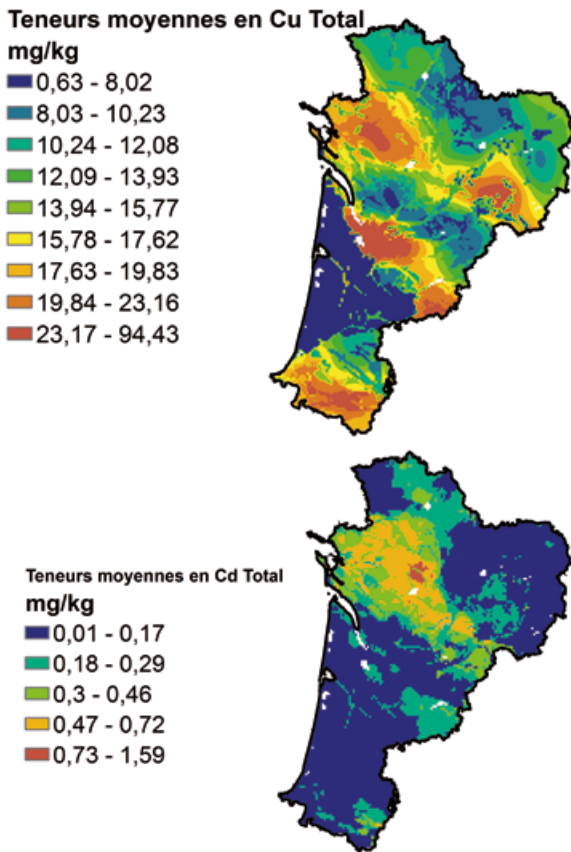 Teneurs moyennes en Cu Total
mg/kg
0,63 - 8,02
8,03 - 10,23
10,24 - 12,08
12,09 - 13,93
13,94 - 15,77
15,78 - 17,62
17,63 - 19,83
19,84 - 23,16
23,17 - 94,43
Teneurs moyennes en Cd Total
mg/kg
0,01 - 0,17
0,18 - 0,29
0,3 - 0,46
0,47 - 0,72
0,73 - 1,59